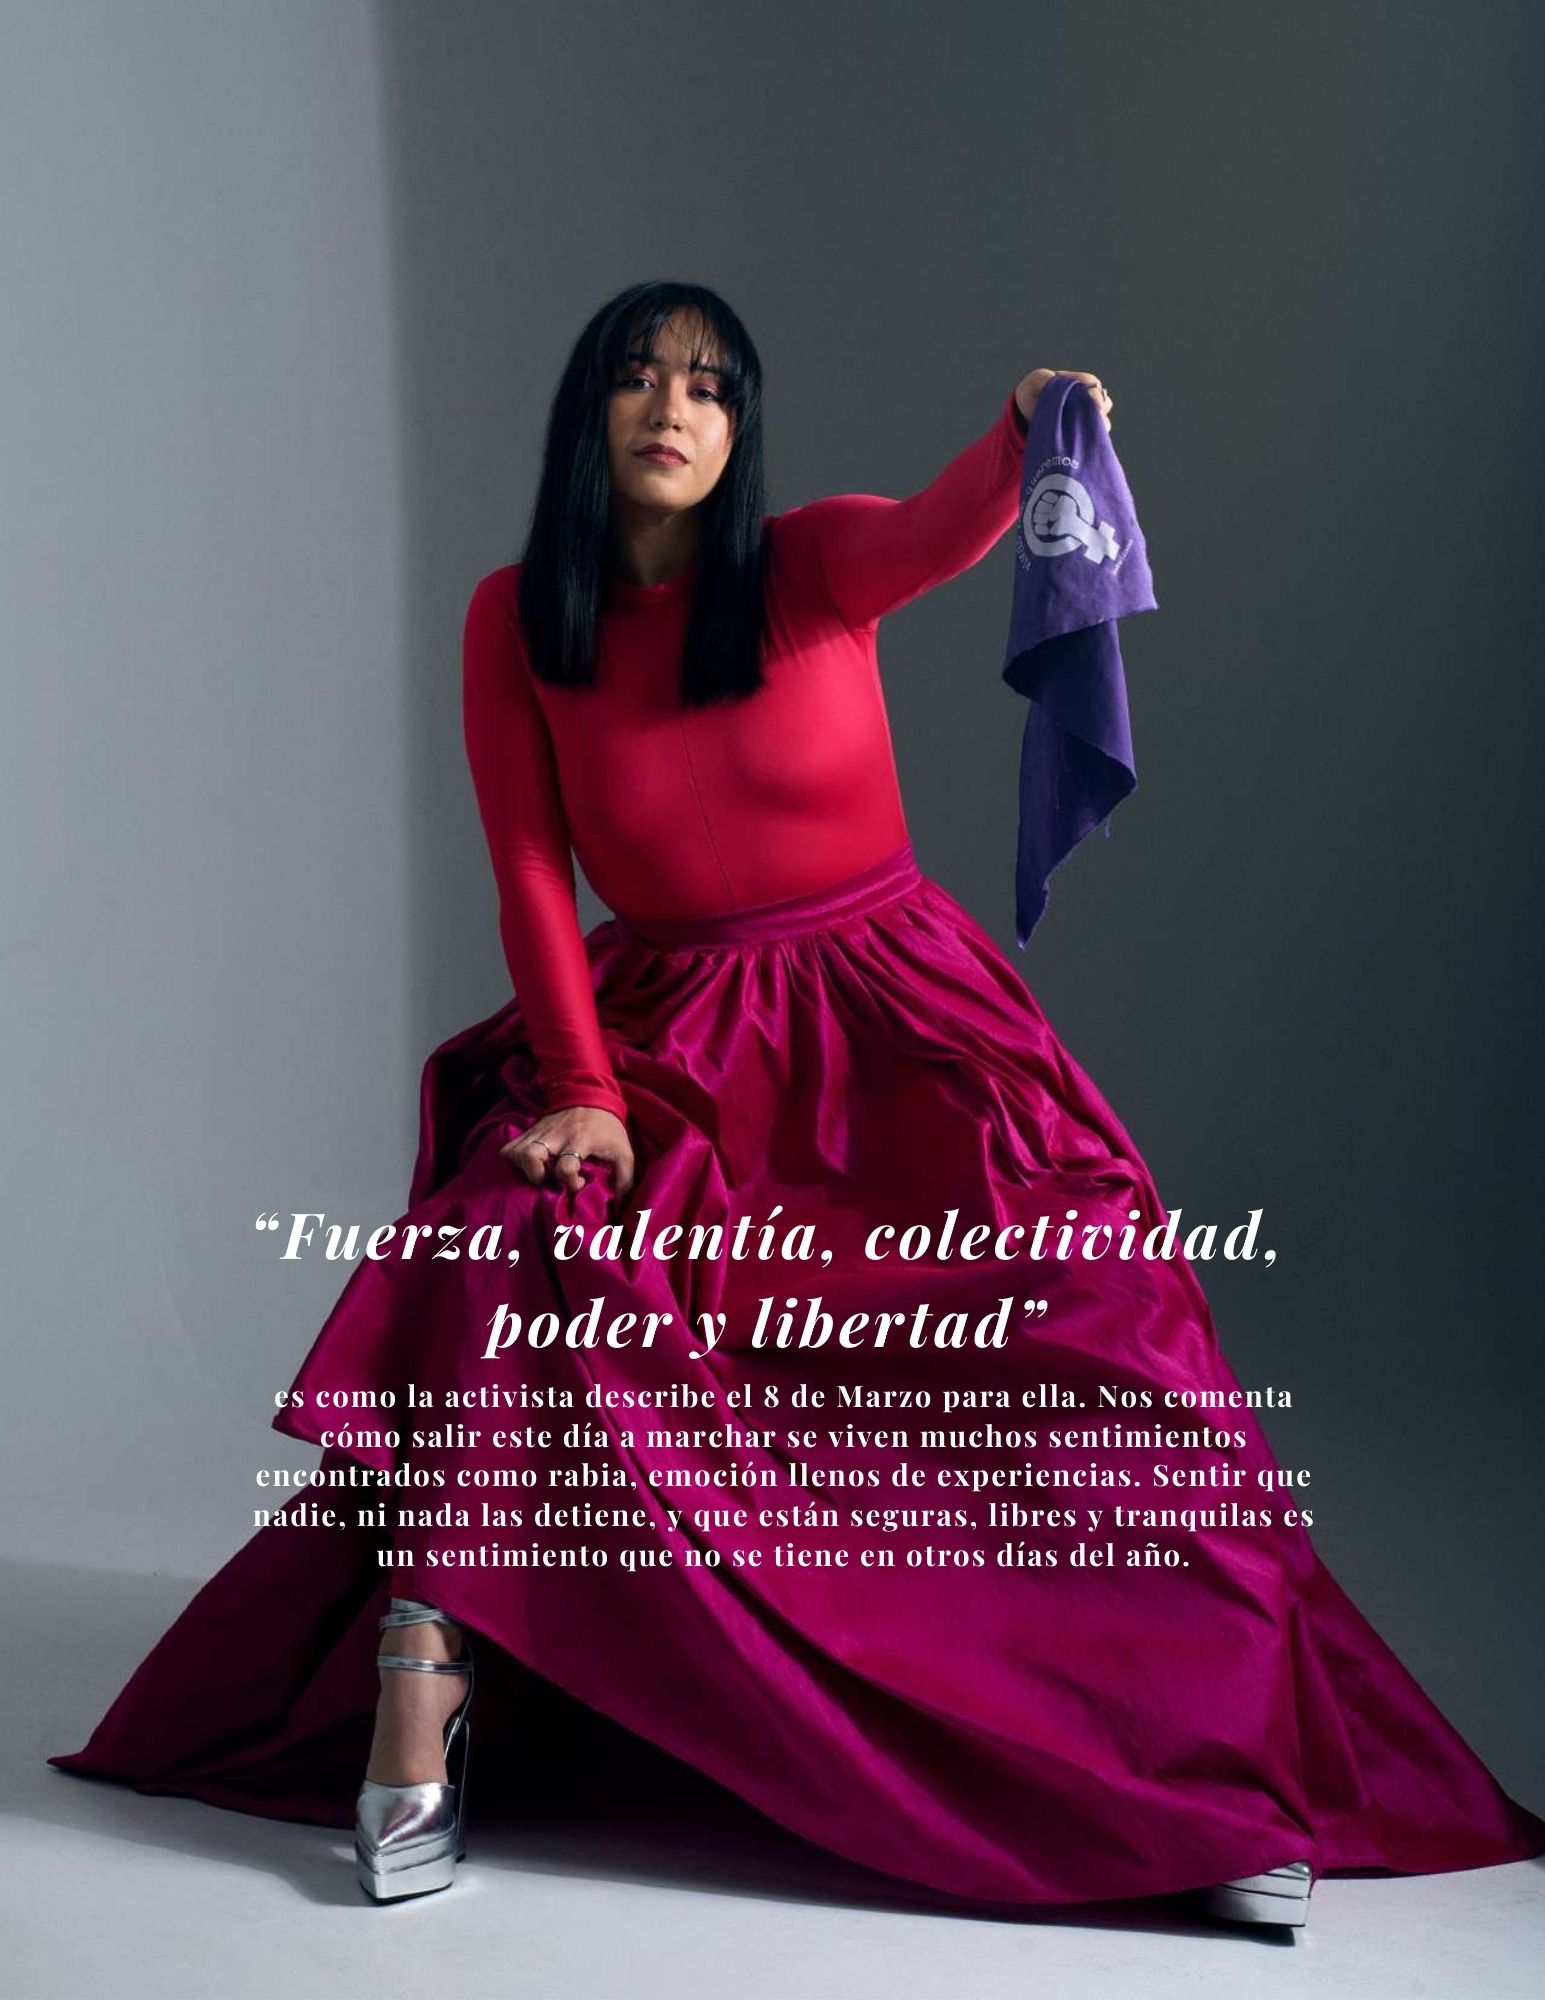 queremos
“Fuerza, valentía, colectividad,
poder y libertad”
es como la activista describe el 8 de Marzo para ella. Nos comenta
cómo salir este día a marchar se viven muchos sentimientos
encontrados como rabia, emoción llenos de experiencias. Sentir que
nadie, ni nada las detiene, y que están seguras, libres y tranquilas es
un sentimiento que no se tiene en otros días del año.